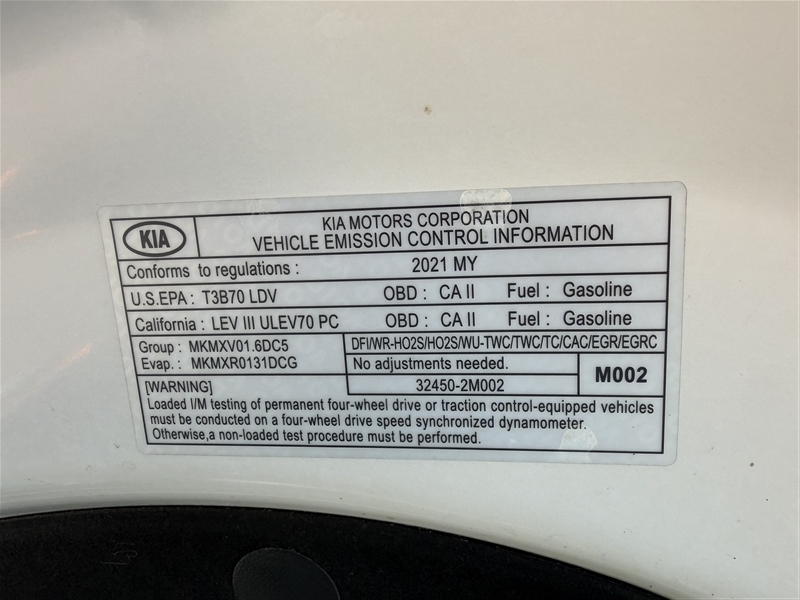 KIA
KIA MOTORS CORPORATION
VEHICLE EMISSION CONTROL INFORMATION
Conforms to regulations : 2021 MY
U.S.EPA : T3B70 LDV OBD : CA II Fuel : Gasoline
California : LEV III ULEV70 PC OBD : CA II Fuel : Gasoline
Group : MKMXV01.6DC5
Evap. : MKMXR0131DCG
DFI/WR-HO2S/HO2S/WU-TWC/TWC/TC/CAC/EGR/EGRC
No adjustments needed.
32450-2M002
M002
[WARNING]
Loaded I/M testing of permanent four-wheel drive or traction control-equipped vehicles
must be conducted on a four-wheel drive speed synchronized dynamometer.
Otherwise,a non-loaded test procedure must be performed.